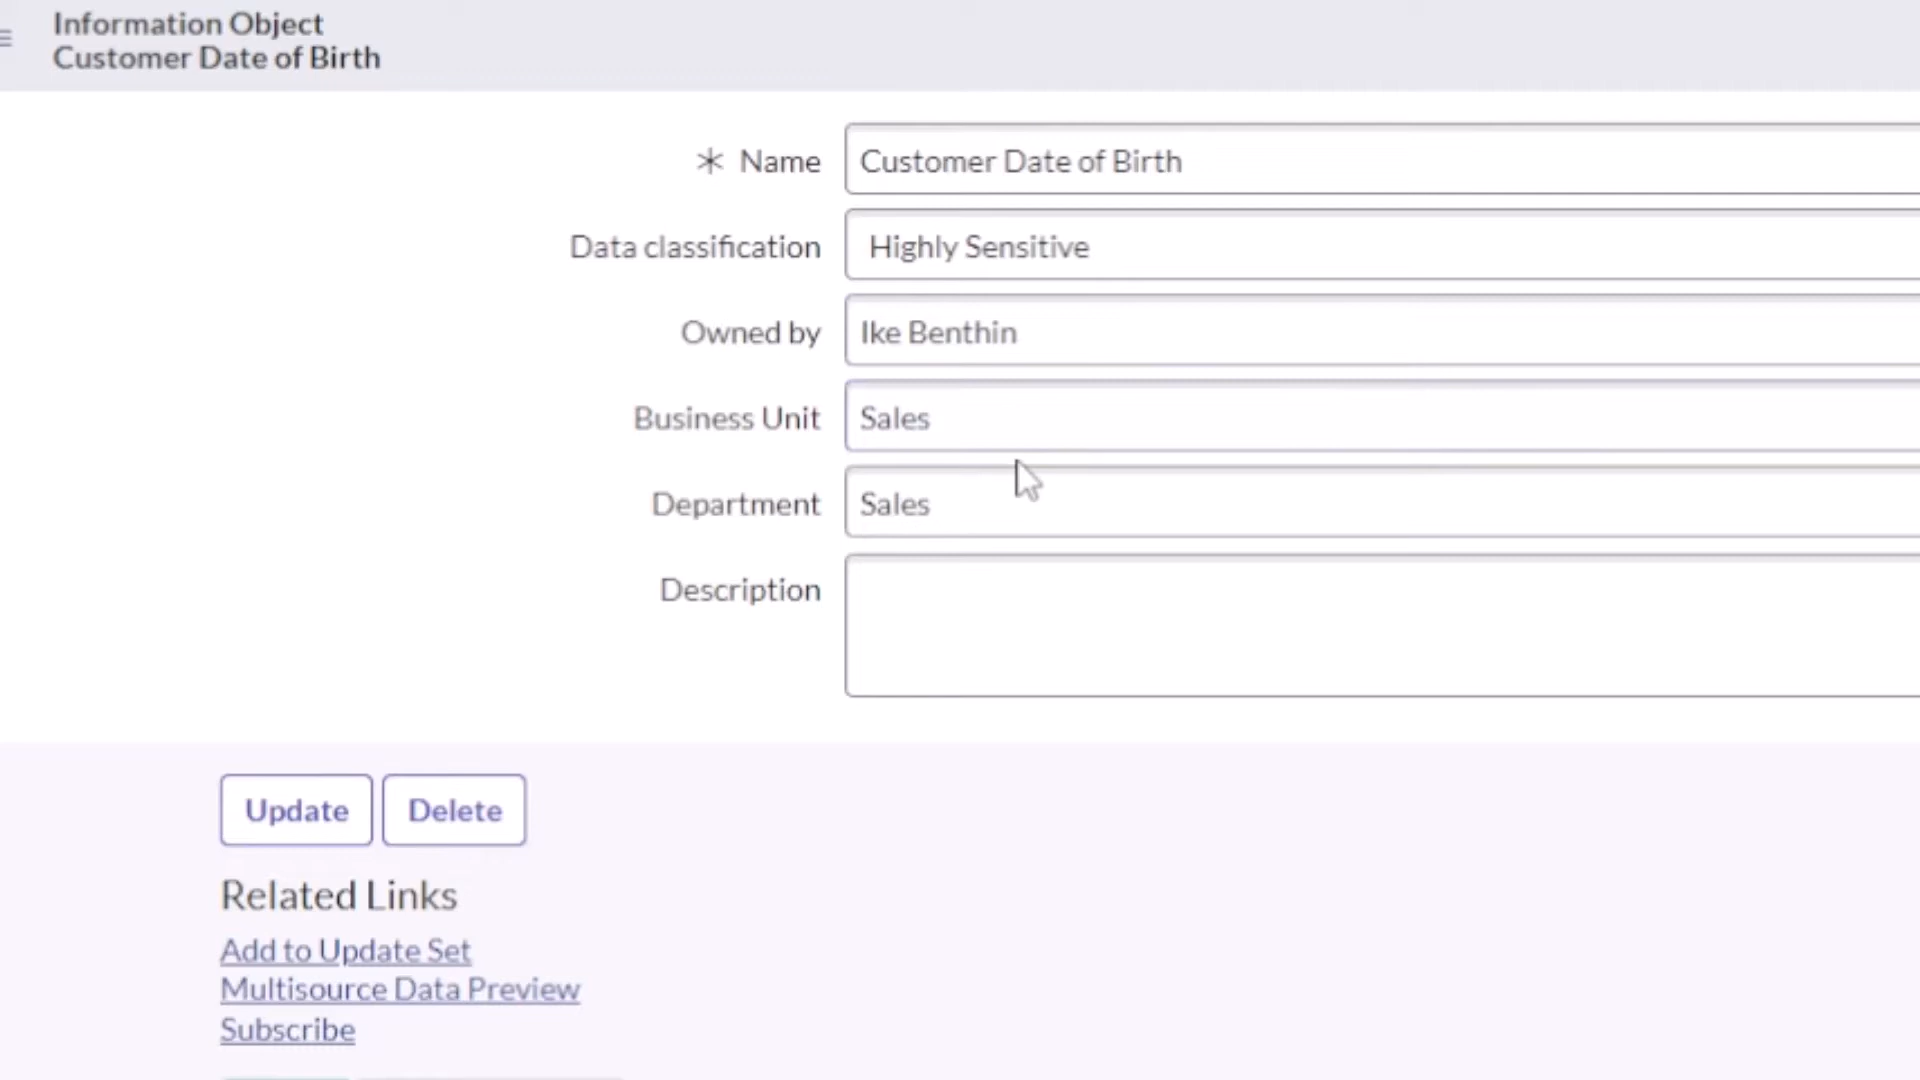 Information Object
Customer Date of Birth
* Name Customer Date of Birth
Data classification Highly Sensitive
Owned by Ike Benthin
Business Unit Sales
Department Sales
Description
Update Delete
Related Links
Add to Update Set
Multisource Data Preview
Subscribe